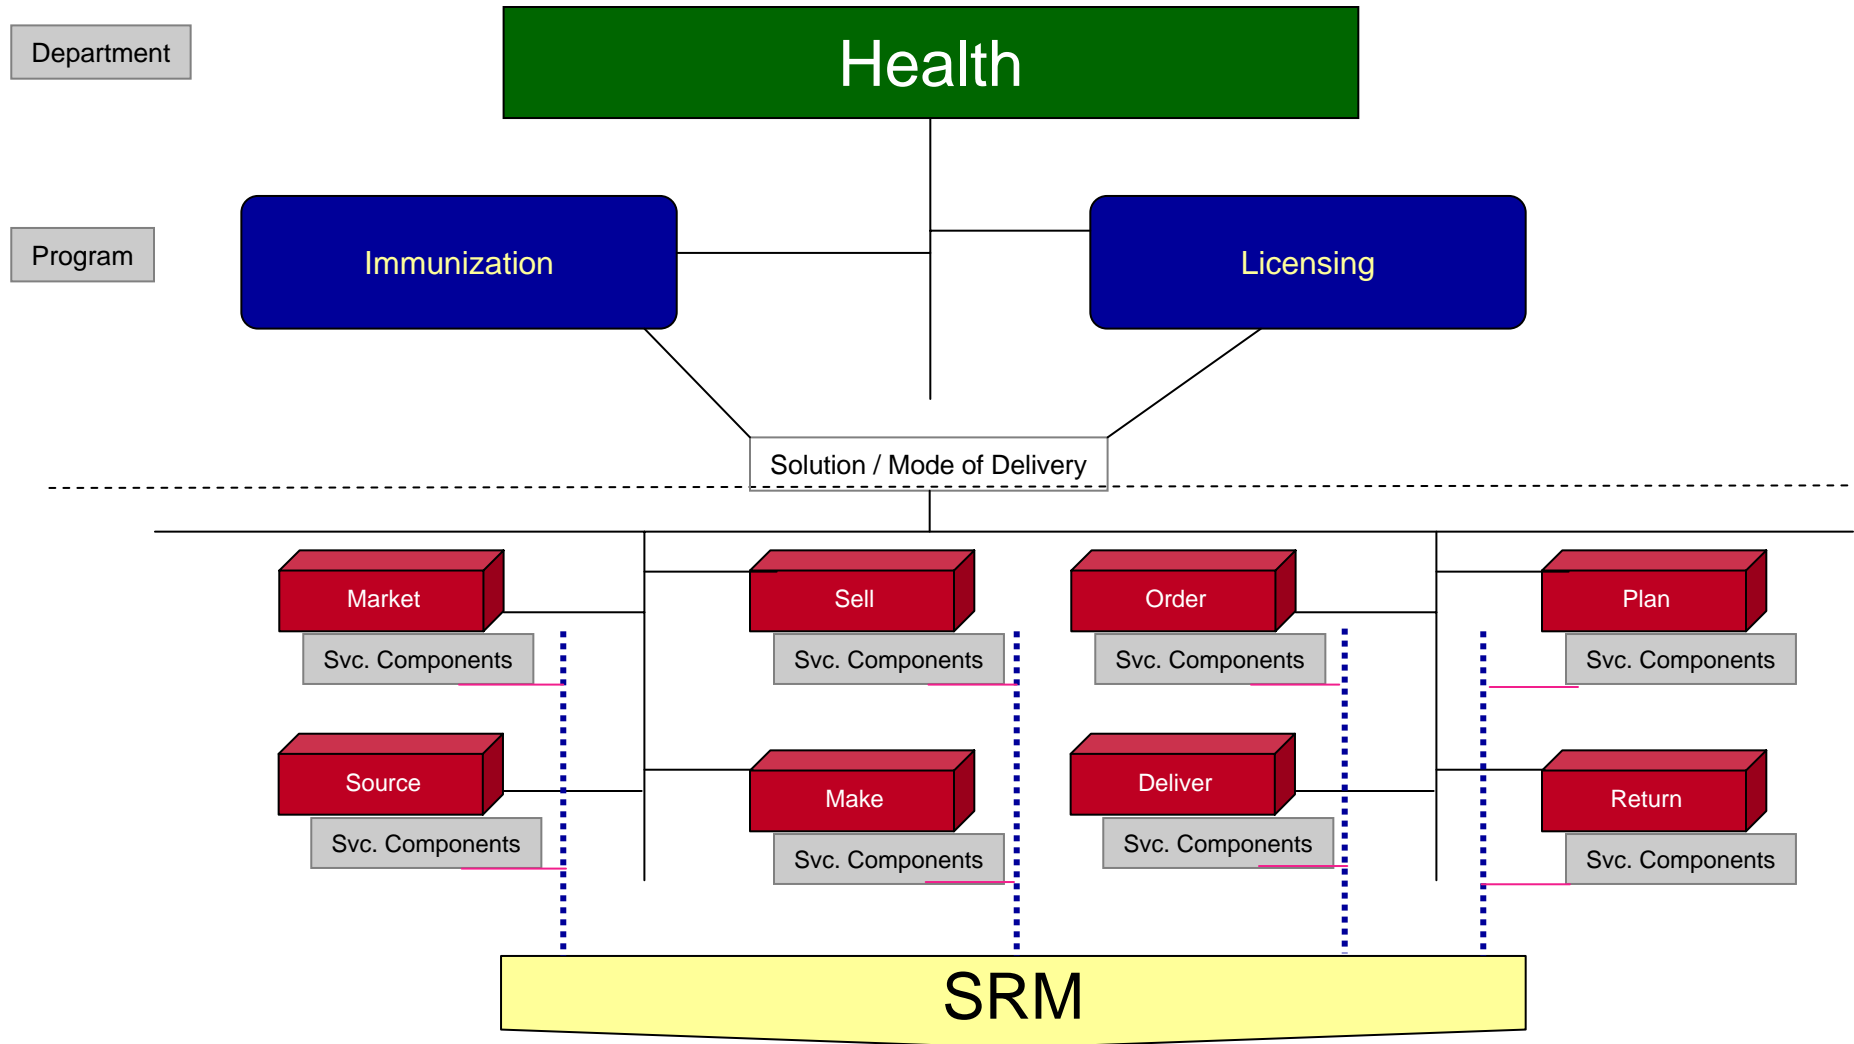 Department
Health
Program
Immunization
Licensing
Solution / Mode of Delivery
Market
Sell
Order
Plan
Svc. Components
Svc. Components
Svc. Components
Svc. Components
Source
Make
Deliver
Return
Svc. Components
Svc. Components
Svc. Components
Svc. Components
SRM